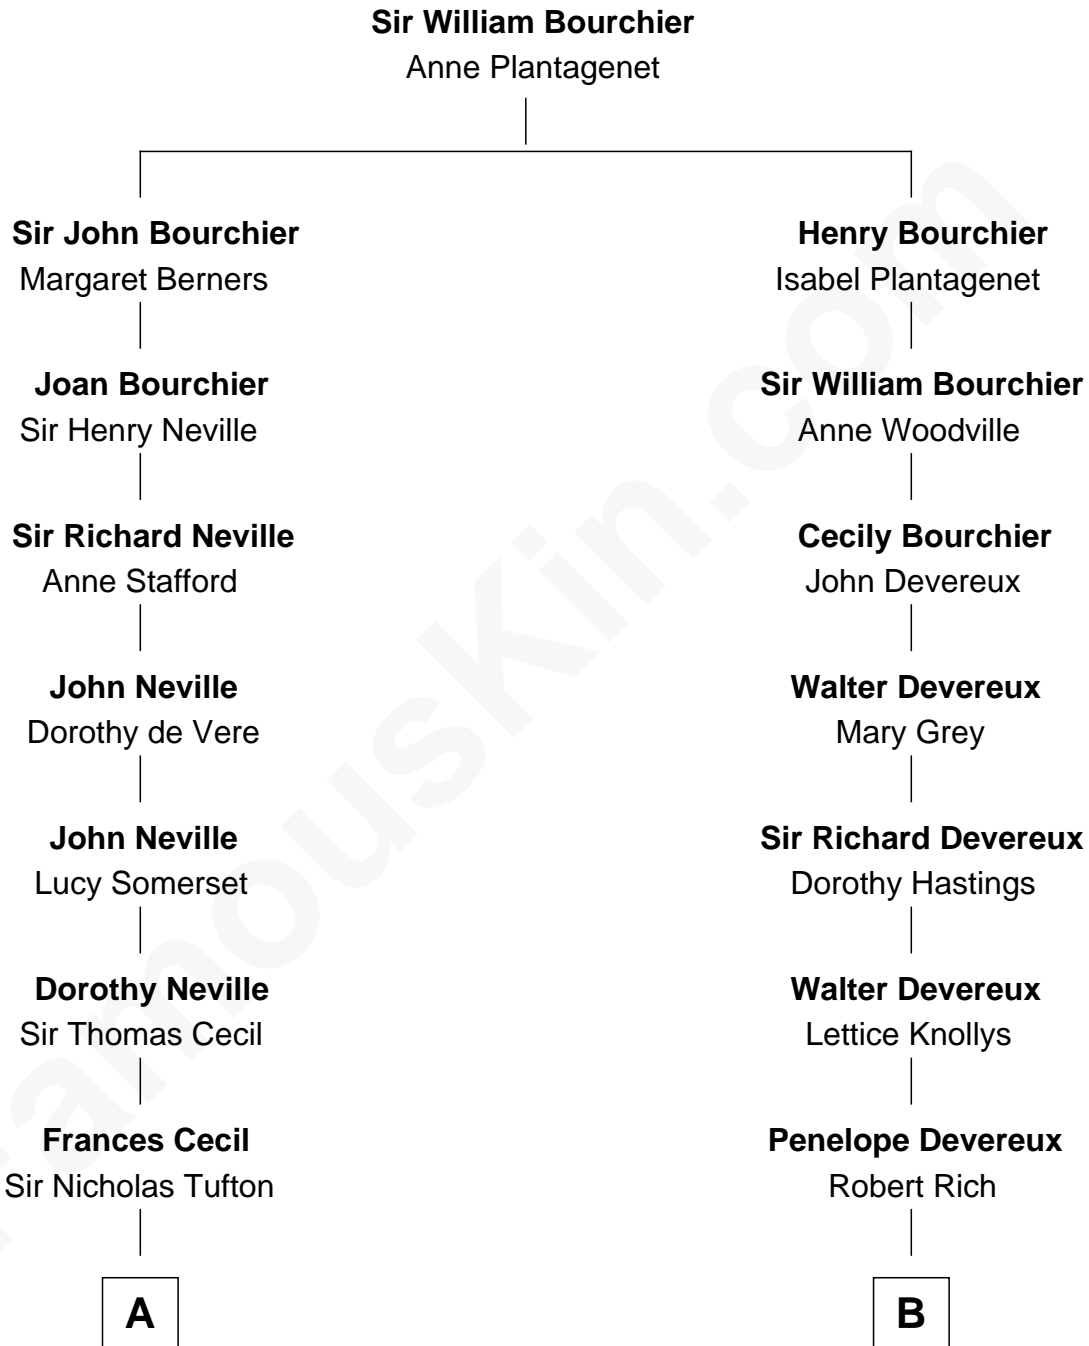 Sir William Bourchier
Anne Plantagenet
Sir John Bourchier
Margaret Berners
Henry Bourchier
Isabel Plantagenet
Joan Bourchier
Sir Henry Neville
Sir William Bourchier
Anne Woodville
Sir Richard Neville
Anne Stafford
Cecily Bourchier
John Devereux
John Neville
Dorothy de Vere
Walter Devereux
Mary Grey
John Neville
Lucy Somerset
Sir Richard Devereux
Dorothy Hastings
Dorothy Neville
Sir Thomas Cecil
Walter Devereux
Lettice Knollys
Frances Cecil
Sir Nicholas Tufton
Penelope Devereux
Robert Rich
A
B
FamousKin.com